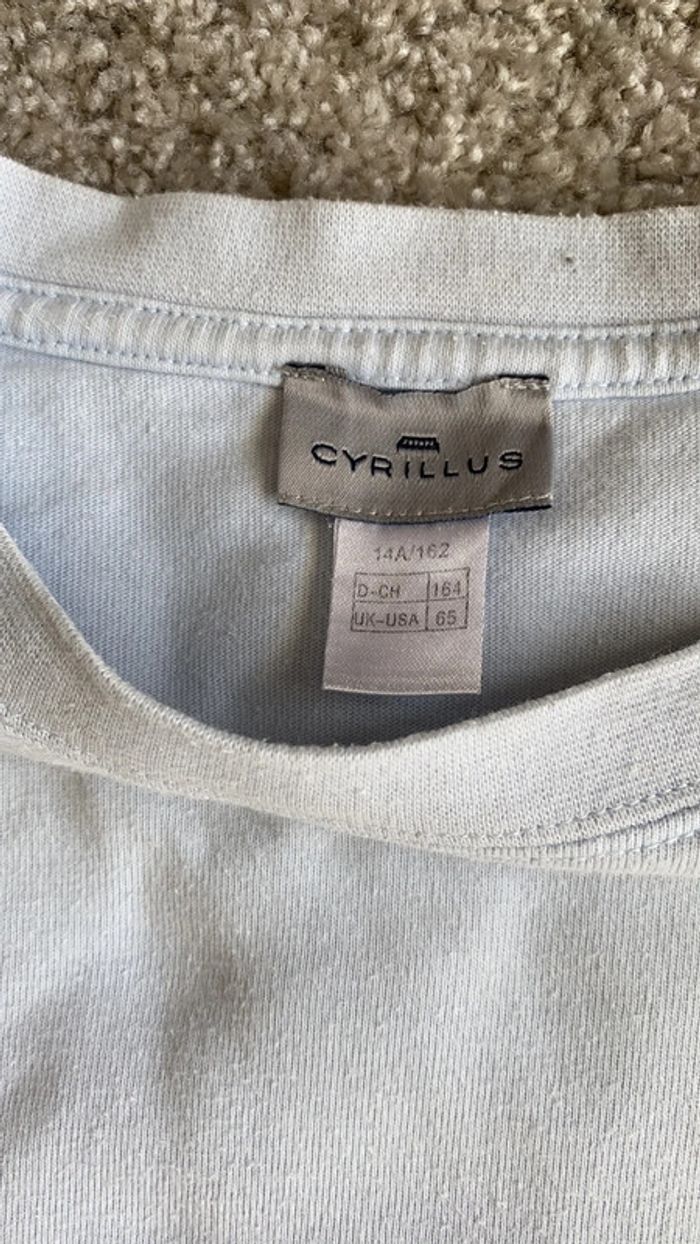 CYRILLUS
14A/162
D-CH 164
UK-USA 65